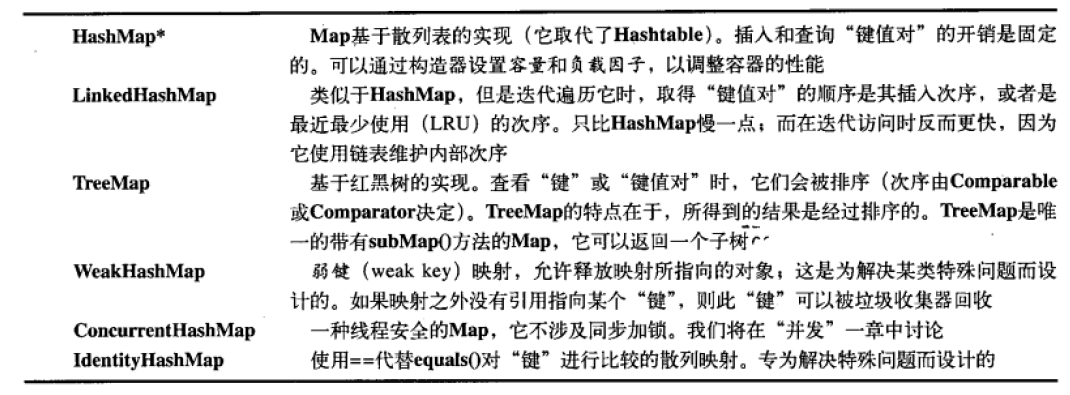 HashMap* Map基于散列表的实现（它取代了Hashtable）。插入和查询“键值对”的开销是固定
的。可以通过构造器设置容量和负载因子，以调整容器的性能
LinkedHashMap 类似于HashMap，但是迭代遍历它时，取得“键值对”的顺序是其插入次序，或者是
最近最少使用（LRU）的次序。只比HashMap慢一点；而在迭代访问时反而更快，因为
它使用链表维护内部次序
TreeMap 基于红黑树的实现。查看“键”或“键值对”时，它们会被排序（次序由Comparable
或Comparator决定）。TreeMap的特点在于，所得到的结果是经过排序的。TreeMap是唯
一的带有subMap()方法的Map，它可以返回一个子树
WeakHashMap 弱键（weak key）映射，允许释放映射所指向的对象；这是为解决某类特殊问题而设
计的。如果映射之外没有引用指向某个“键”，则此“键”可以被垃圾收集器回收
ConcurrentHashMap 一种线程安全的Map，它不涉及同步加锁。我们将在“并发”一章中讨论
IdentityHashMap 使用==代替equals()对“键”进行比较的散列映射。专为解决特殊问题而设计的